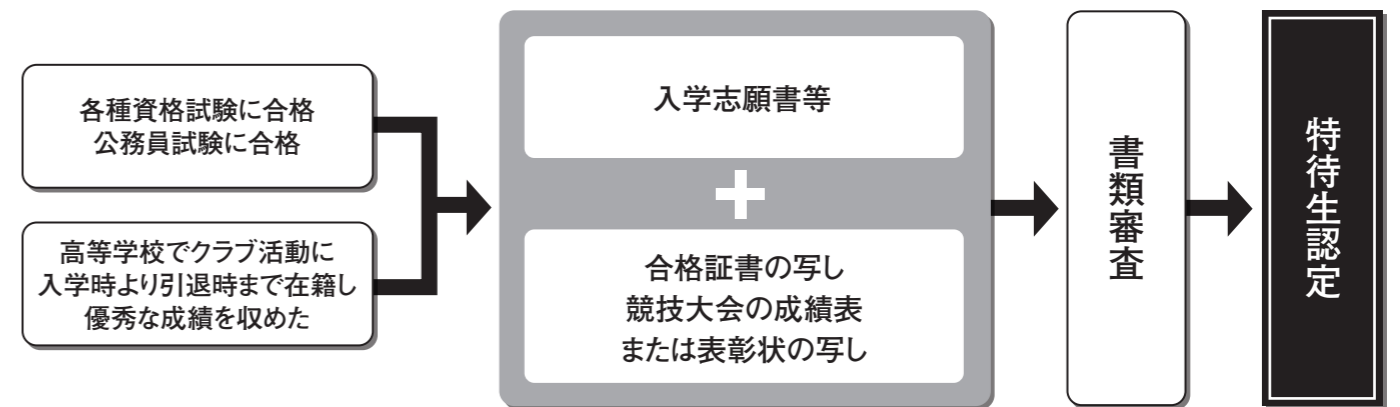 各種資格試験に合格
公務員試験に合格
高等学校でクラブ活動に
入学時より引退時まで在籍し
優秀な成績を収めた
入学志願書等
+
合格証書の写し
競技大会の成績表
または表彰状の写し
書類審査
特待生認定